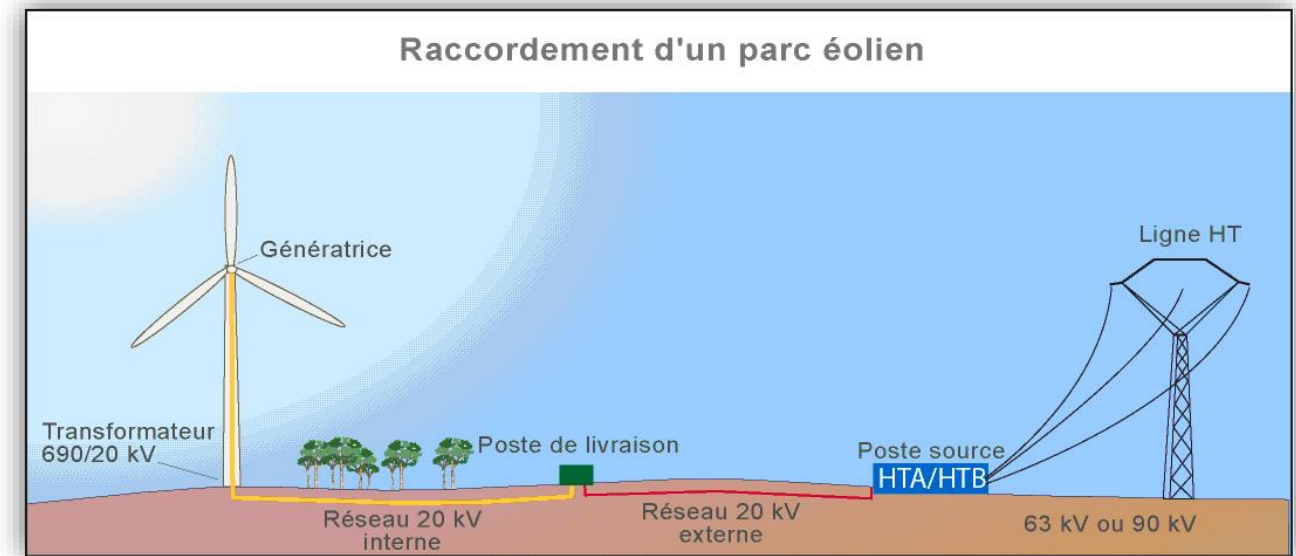 Raccordement d'un parc éolien
Génératrice
Ligne HT
Transformateur
690/20 kV
Poste de livraison
Poste source
HTA/HTB
Réseau 20 kV
interne
Réseau 20 kV
externe
63 kV ou 90 kV